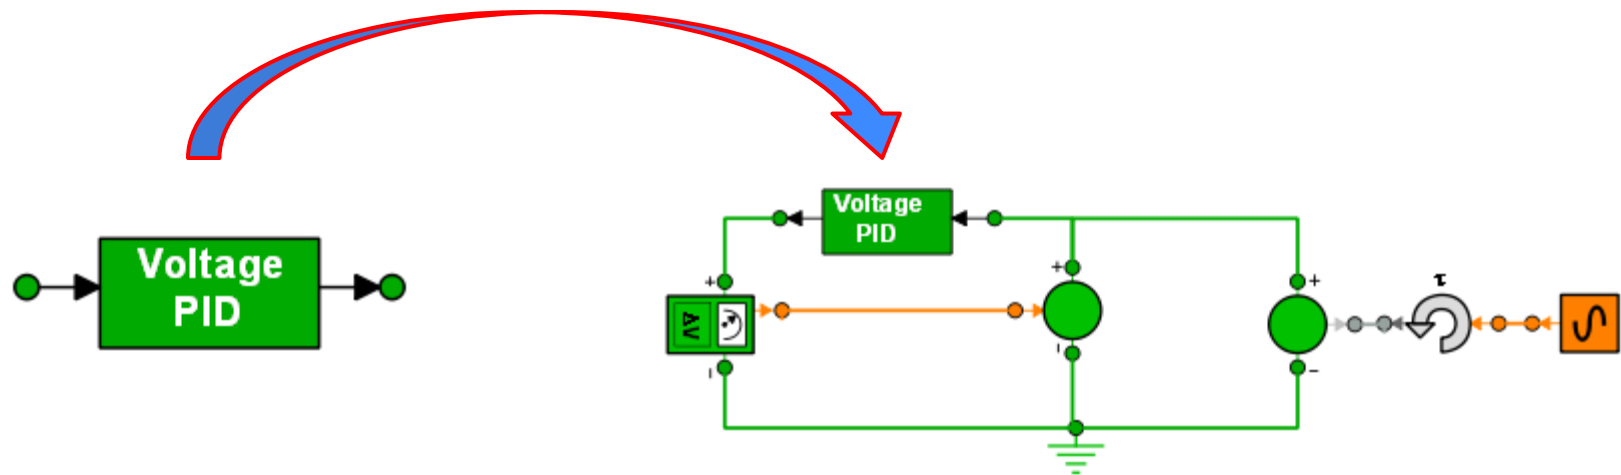 Voltage
PID
Voltage
PID
+
+
+
τ
ΔV
-
-
-